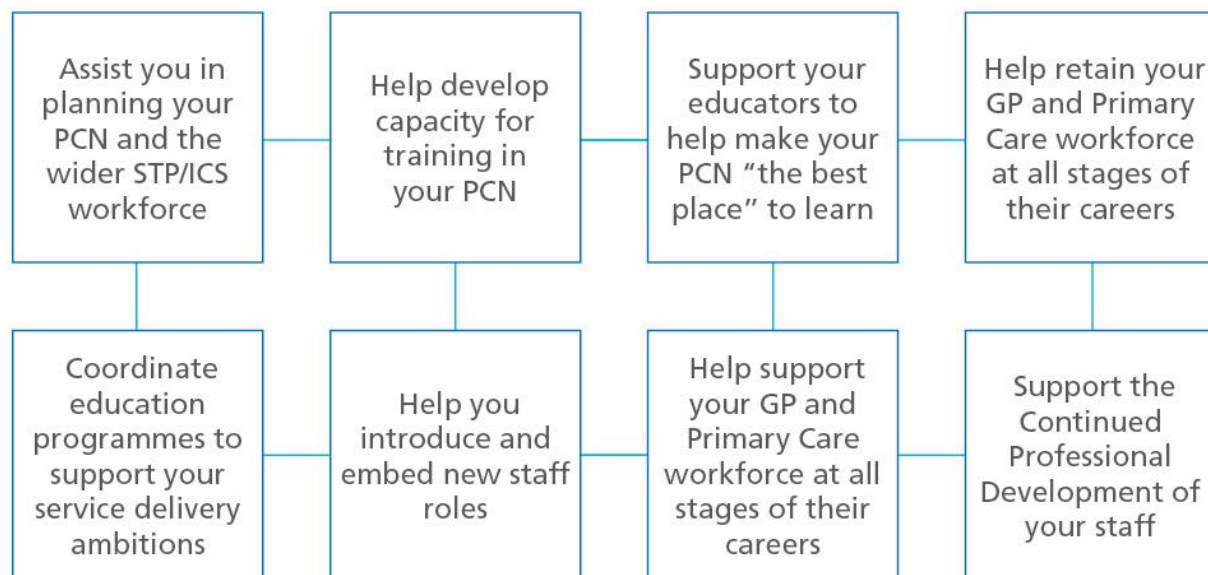 Assist you in
planning your
PCN and the
wider STP/ICS
workforce
Help develop
capacity for
training in
your PCN
Support your
educators to
help make your
PCN “the best
place” to learn
Help retain your
GP and Primary
Care workforce
at all stages of
their careers
Coordinate
education
programmes to
support your
service delivery
ambitions
Help you
introduce and
embed new staff
roles
Help support
your GP and
Primary Care
workforce at all
stages of their
careers
Support the
Continued
Professional
Development of
your staff